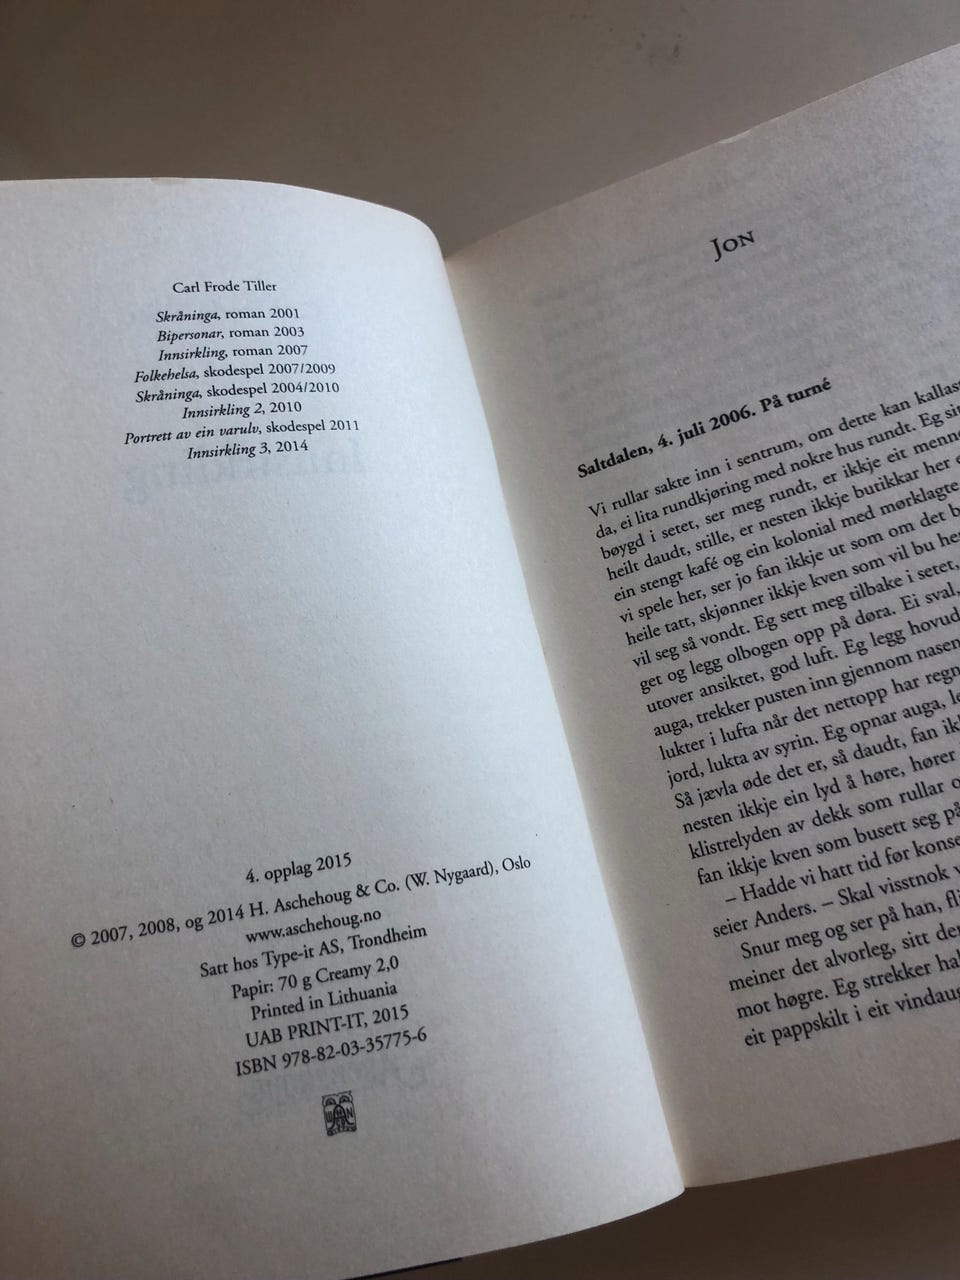 Carl Frode Tiller
Skråninga, roman 2001
Bipersonar, roman 2003
Innsirkling, roman 2007
Folkehelsa, skodespel 2007/2009
Skråninga, skodespel 2004/2010
Innsirkling 2, 2010
Portrett av ein varulv, skodespel 2011
Innsirkling 3, 2014
4. opplag 2015
© 2007, 2008, og 2014 H. Aschehoug & Co. (W. Nygaard), Oslo
www.aschehoug.no
Satt hos Type-it AS, Trondheim
Papir: 70 g Creamy 2,0
Printed in Lithuania
UAB PRINT-IT, 2015
ISBN 978-82-03-35775-6
JON
Saltdalen, 4. juli 2006. På turné
Vi rullar sakte inn i sentrum, om dette kan kallast
da, ei lita rundkjøring med nokre hus rundt. Eg
bøygd i setet, ser meg rundt, er ikkje eit
heilt daudt, stille, er nesten ikkje butikkar her
ein stengt kafé og ein kolonial med mørklagte
vi spele her, ser jo fan ikkje ut som om det
heile tatt, skjønner ikkje kven som vil bu
vil seg så vondt. Eg sett meg tilbake i setet,
get og legg olbogen opp på døra. Ei sval,
utover ansiktet, god luft. Eg legg
auga, trekker pusten inn gjennom
lukter i lufta når det nettopp har
jord, lukta av syrin. Eg opnar auga,
Så jævla øde det er, så daudt, fan
nesten ikkje ein lyd å høre, hører
klistrelyden av dekk som rullar
fan ikkje kven som busett seg på
– Hadde vi hatt tid før
seier Anders. – Skal visstnok
Snur meg og ser på han,
meiner det alvorleg, sitt
mot høgre. Eg strekker
eit pappskilt i eit